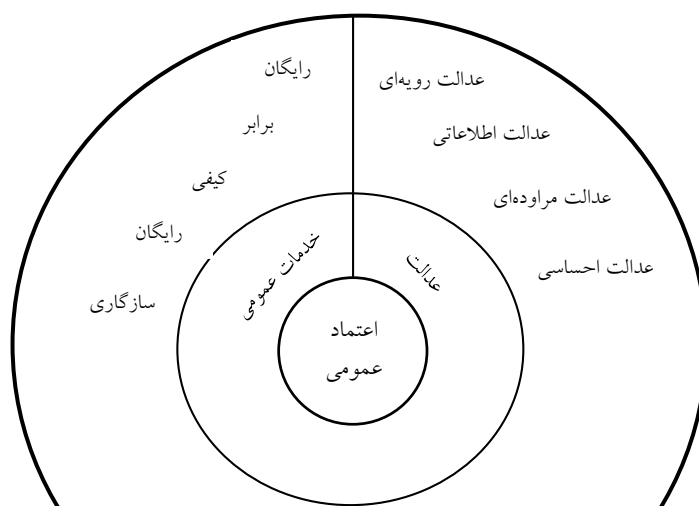 رایگان
برابر
کیفی
رایگان
سازگاری
عدالت رویه‌ای
عدالت اطلاعاتی
عدالت مراوده‌ای
عدالت احساسی
خدمات عمومی
عدالت
اعتماد
عمومی